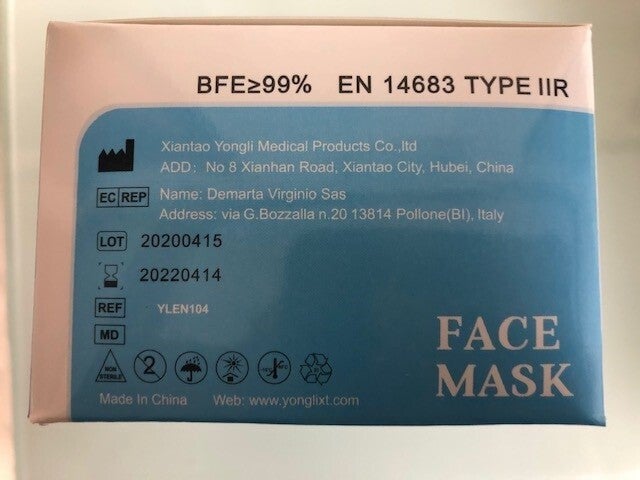 BFE≥99% EN 14683 TYPE IIR
Xiantao Yongli Medical Products Co.,ltd
ADD: No 8 Xianhan Road, Xiantao City, Hubei, China
EC REP Name: Demarta Virginio Sas
Address: via G.Bozzalla n.20 13814 Pollone(BI), Italy
LOT 20200415
20220414
REF YLEN104
MD
NON
STERILE
2
Made In China Web: www.yonglixt.com
FACE
MASK